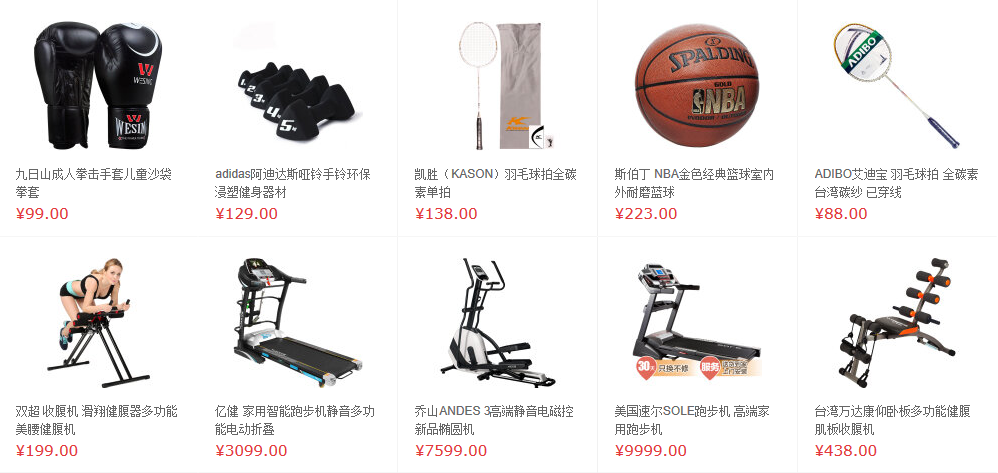 WESING
WESING
1KG
2KG
3KG
4KG
5KG
SPALDING
GOLD
NBA
INDOOR / OUTDOOR
ADIBO
九日山成人拳击手套儿童沙袋
拳套
¥99.00
adidas阿迪达斯哑铃手铃环保
浸塑健身器材
¥129.00
凯胜（KASON）羽毛球拍全碳
素单拍
¥138.00
斯伯丁 NBA金色经典篮球室内
外耐磨蓝球
¥223.00
ADIBO艾迪宝 羽毛球拍 全碳素
台湾碳纱 已穿线
¥88.00
30天
只换不修
服务
双超 收腹机 滑翔健腹器多功能
美腰健腹机
¥199.00
亿健 家用智能跑步机静音多功
能电动折叠
¥3099.00
乔山ANDES 3高端静音电磁控
新品椭圆机
¥7599.00
美国速尔SOLE跑步机 高端家
用跑步机
¥9999.00
台湾万达康仰卧板多功能健腹
肌板收腹机
¥438.00